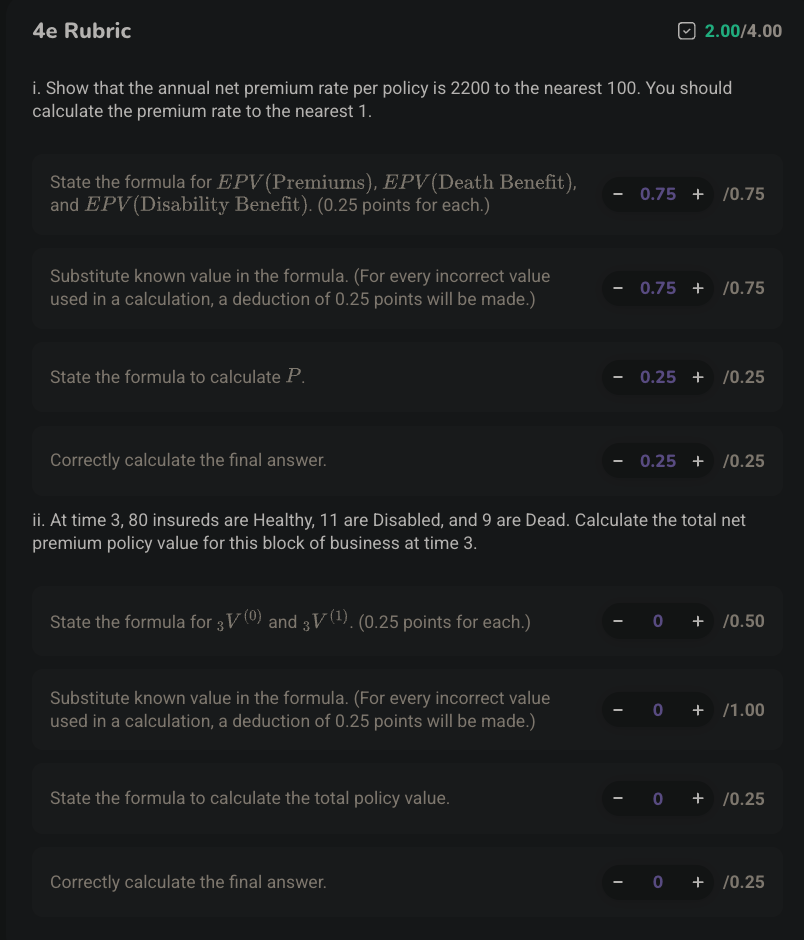 4e Rubric
2.00/4.00
i. Show that the annual net premium rate per policy is 2200 to the nearest 100. You should
calculate the premium rate to the nearest 1.
State the formula for EPV(Premiums), EPV(Death Benefit),
and EPV(Disability Benefit). (0.25 points for each.)
− 0.75 + /0.75
Substitute known value in the formula. (For every incorrect value
used in a calculation, a deduction of 0.25 points will be made.)
− 0.75 + /0.75
State the formula to calculate P.
− 0.25 + /0.25
Correctly calculate the final answer.
− 0.25 + /0.25
ii. At time 3, 80 insureds are Healthy, 11 are Disabled, and 9 are Dead. Calculate the total net
premium policy value for this block of business at time 3.
State the formula for ₃V⁽⁰⁾ and ₃V⁽¹⁾. (0.25 points for each.)
− 0 + /0.50
Substitute known value in the formula. (For every incorrect value
used in a calculation, a deduction of 0.25 points will be made.)
− 0 + /1.00
State the formula to calculate the total policy value.
− 0 + /0.25
Correctly calculate the final answer.
− 0 + /0.25